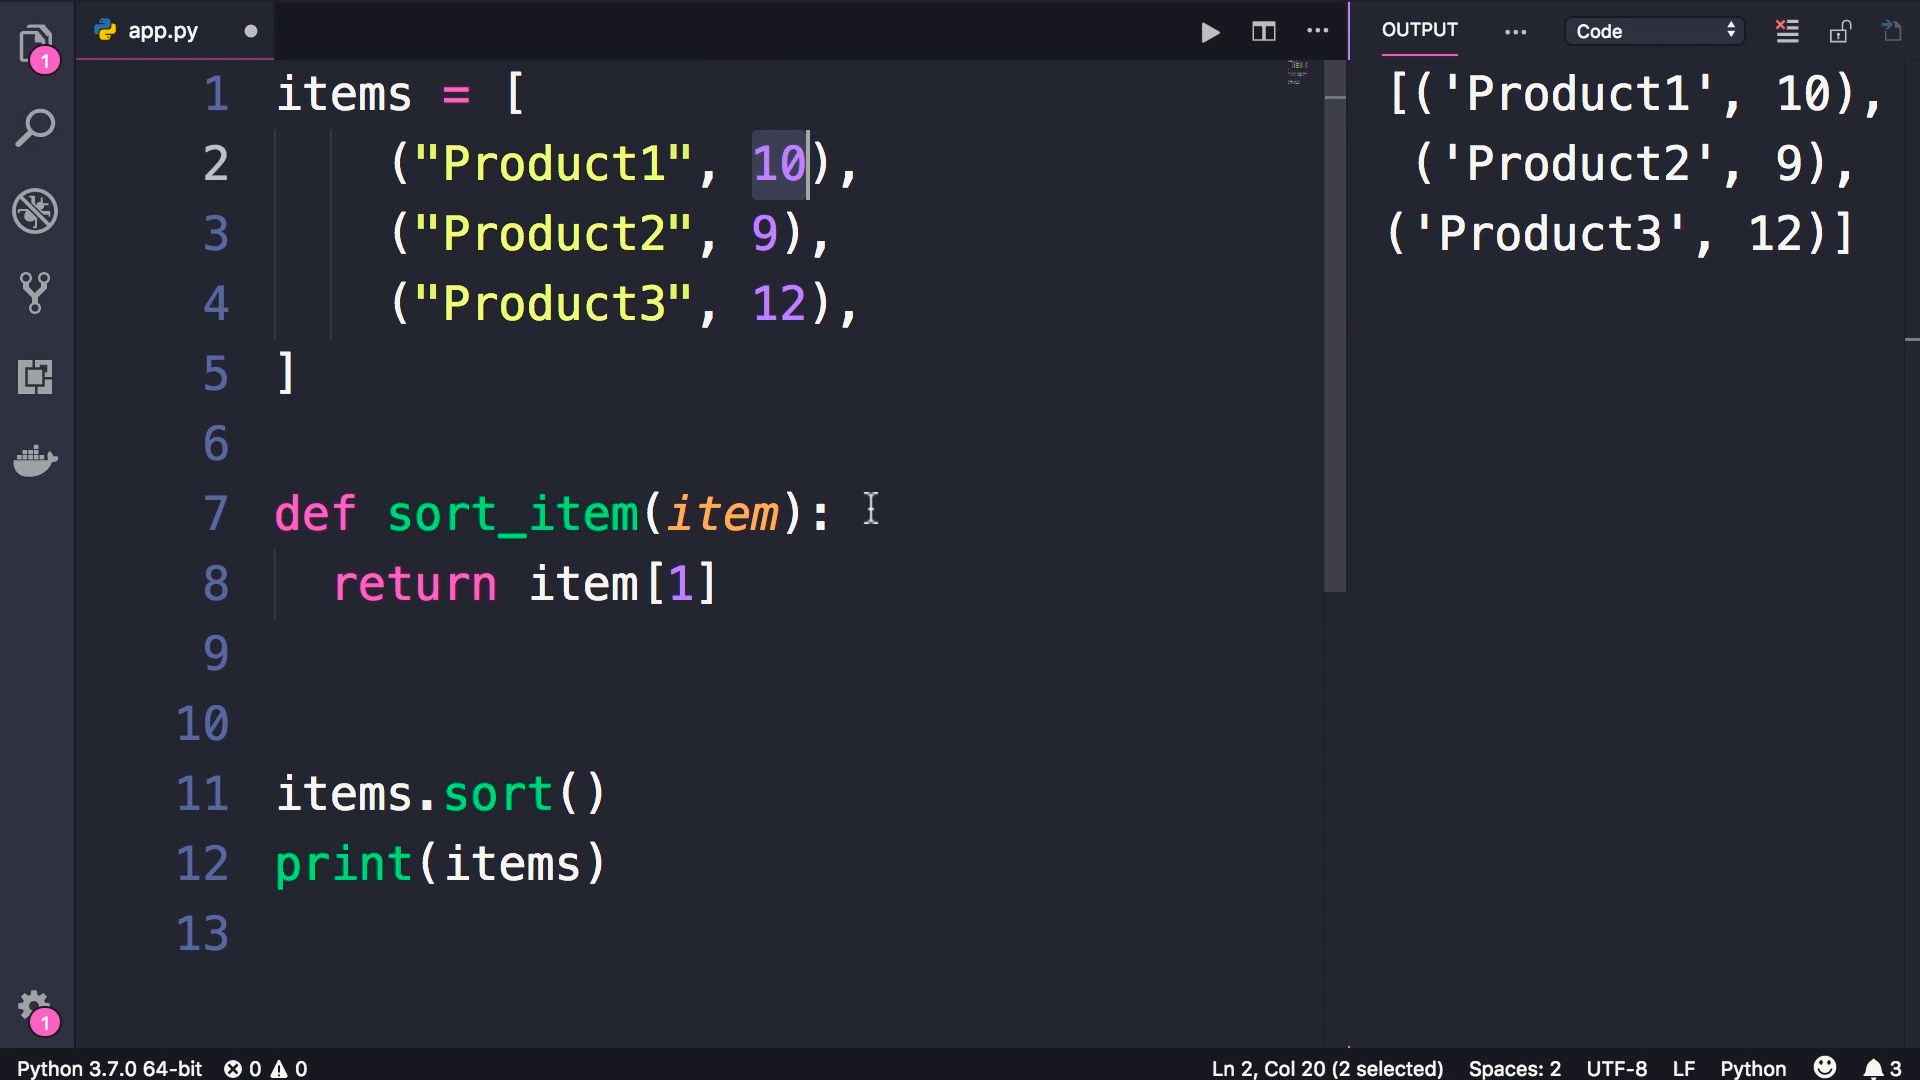 app.py
OUTPUT
Code
1 items = [
2 ("Product1", 10),
3 ("Product2", 9),
4 ("Product3", 12),
5 ]
6
7 def sort_item(item):
8 return item[1]
9
10
11 items.sort()
12 print(items)
13
[('Product1', 10),
('Product2', 9),
('Product3', 12)]
1
1
Python 3.7.0 64-bit 0 0 Ln 2, Col 20 (2 selected) Spaces: 2 UTF-8 LF Python 3